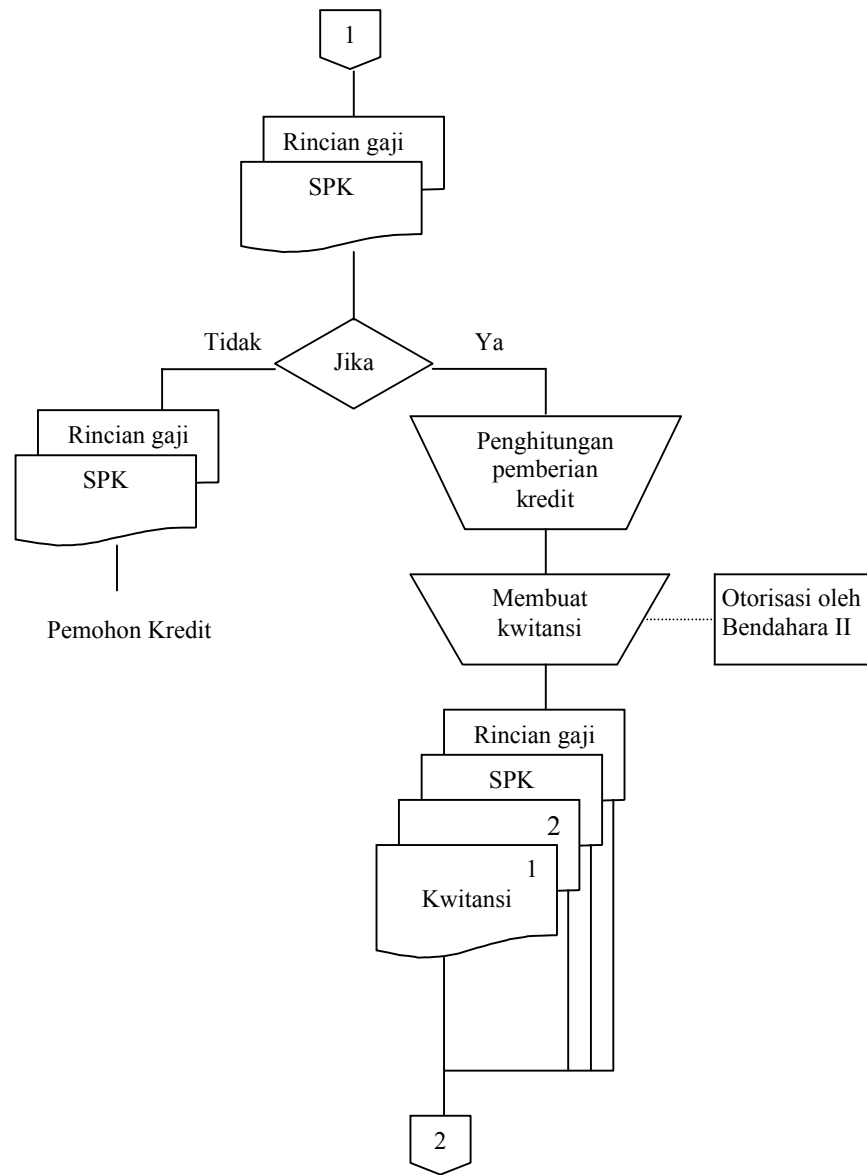 1
Rincian gaji
SPK
Tidak
Ya
Jika
Rincian gaji
SPK
Pemohon Kredit
Penghitungan
pemberian
kredit
Membuat
kwitansi
Otorisasi oleh
Bendahara II
Rincian gaji
SPK
2
1
Kwitansi
2